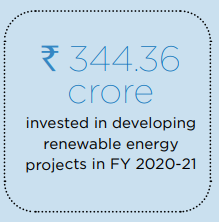 ₹ 344.36
crore
invested in developing
renewable energy
projects in FY 2020-21